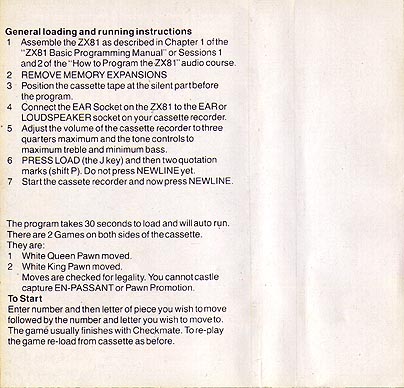 General loading and running instructions
1 Assemble the ZX81 as described in Chapter 1 of the
"ZX81 Basic Programming Manual" or Sessions 1
and 2 of the "How to Program the ZX81" audio course.
2 REMOVE MEMORY EXPANSIONS
3 Position the cassette tape at the silent part before
the program.
4 Connect the EAR Socket on the ZX81 to the EAR or
LOUDSPEAKER socket on your cassette recorder.
5 Adjust the volume of the cassette recorder to three
quarters maximum and the tone controls to
maximum treble and minimum bass.
6 PRESS LOAD (the J key) and then two quotation
marks (shift P). Do not press NEWLINE yet.
7 Start the cassete recorder and now press NEWLINE.
The program takes 30 seconds to load and will auto run.
There are 2 Games on both sides of the cassette.
They are:
1 White Queen Pawn moved.
2 White King Pawn moved.
Moves are checked for legality. You cannot castle
capture EN-PASSANT or Pawn Promotion.
To Start
Enter number and then letter of piece you wish to move
followed by the number and letter you wish to move to.
The game usually finishes with Checkmate. To re-play
the game re-load from cassette as before.